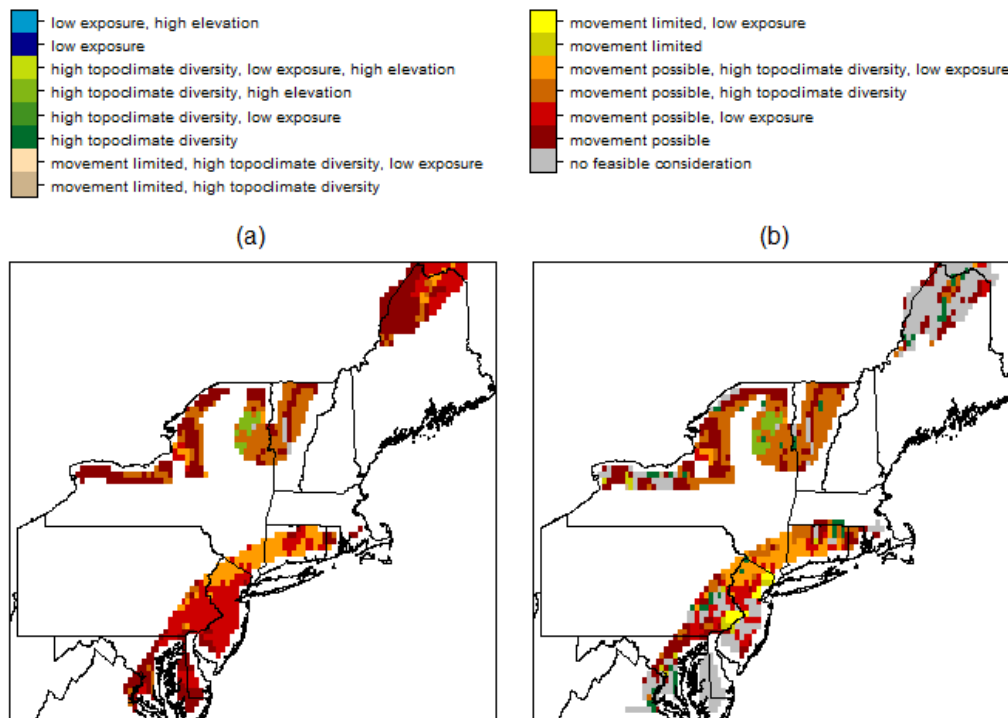 low exposure, high elevation
low exposure
high topoclimate diversity, low exposure, high elevation
high topoclimate diversity, high elevation
high topoclimate diversity, low exposure
high topoclimate diversity
movement limited, high topoclimate diversity, low exposure
movement limited, high topoclimate diversity
movement limited, low exposure
movement limited
movement possible, high topoclimate diversity, low exposure
movement possible, high topoclimate diversity
movement possible, low exposure
movement possible
no feasible consideration
(a)
(b)